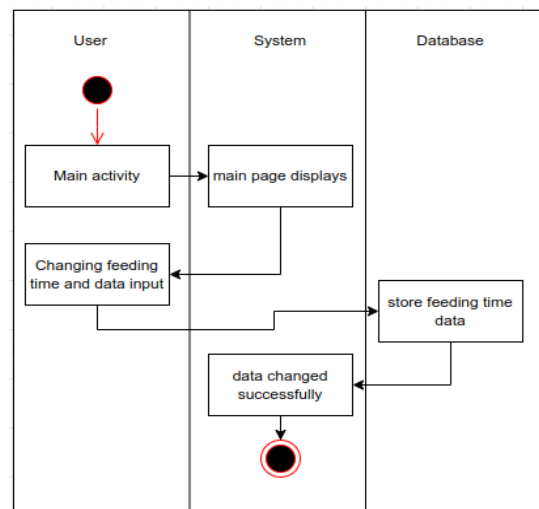 User
System
Database
Main activity
main page displays
Changing feeding
time and data input
store feeding time
data
data changed
successfully